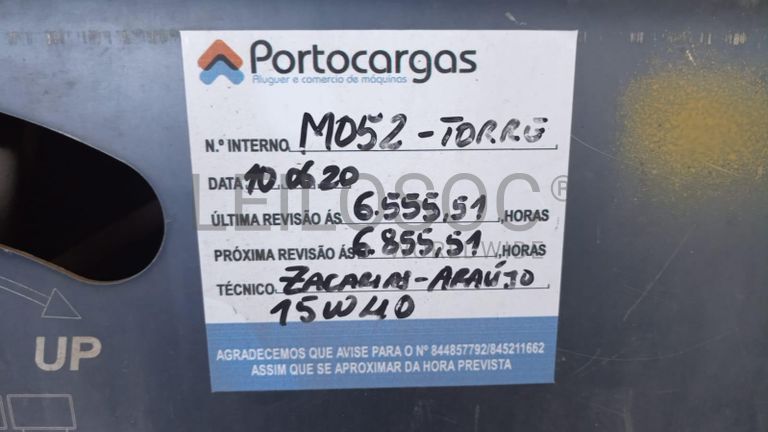 Portocargas
Aluguer e comercio de máquinas
N.º INTERNO M052 - TORRE
DATA 10 06 20
ÚLTIMA REVISÃO ÁS 6.555,51 HORAS
PRÓXIMA REVISÃO ÁS 6.855,51 HORAS
TÉCNICO ZACARIAS - ARAÚJO
15W40
AGRADECEMOS QUE AVISE PARA O Nº 844857792/845211662
ASSIM QUE SE APROXIMAR DA HORA PREVISTA
UP
LEILOSOC®
WORLDWIDE